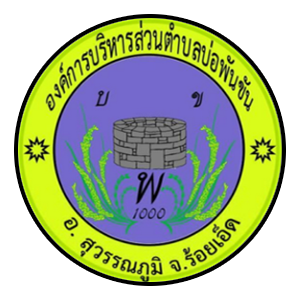 องค์การบริหารส่วนตำบลบ่อพันขัน
บ ข
พ
1000
อ. สุวรรณภูมิ จ.ร้อยเอ็ด